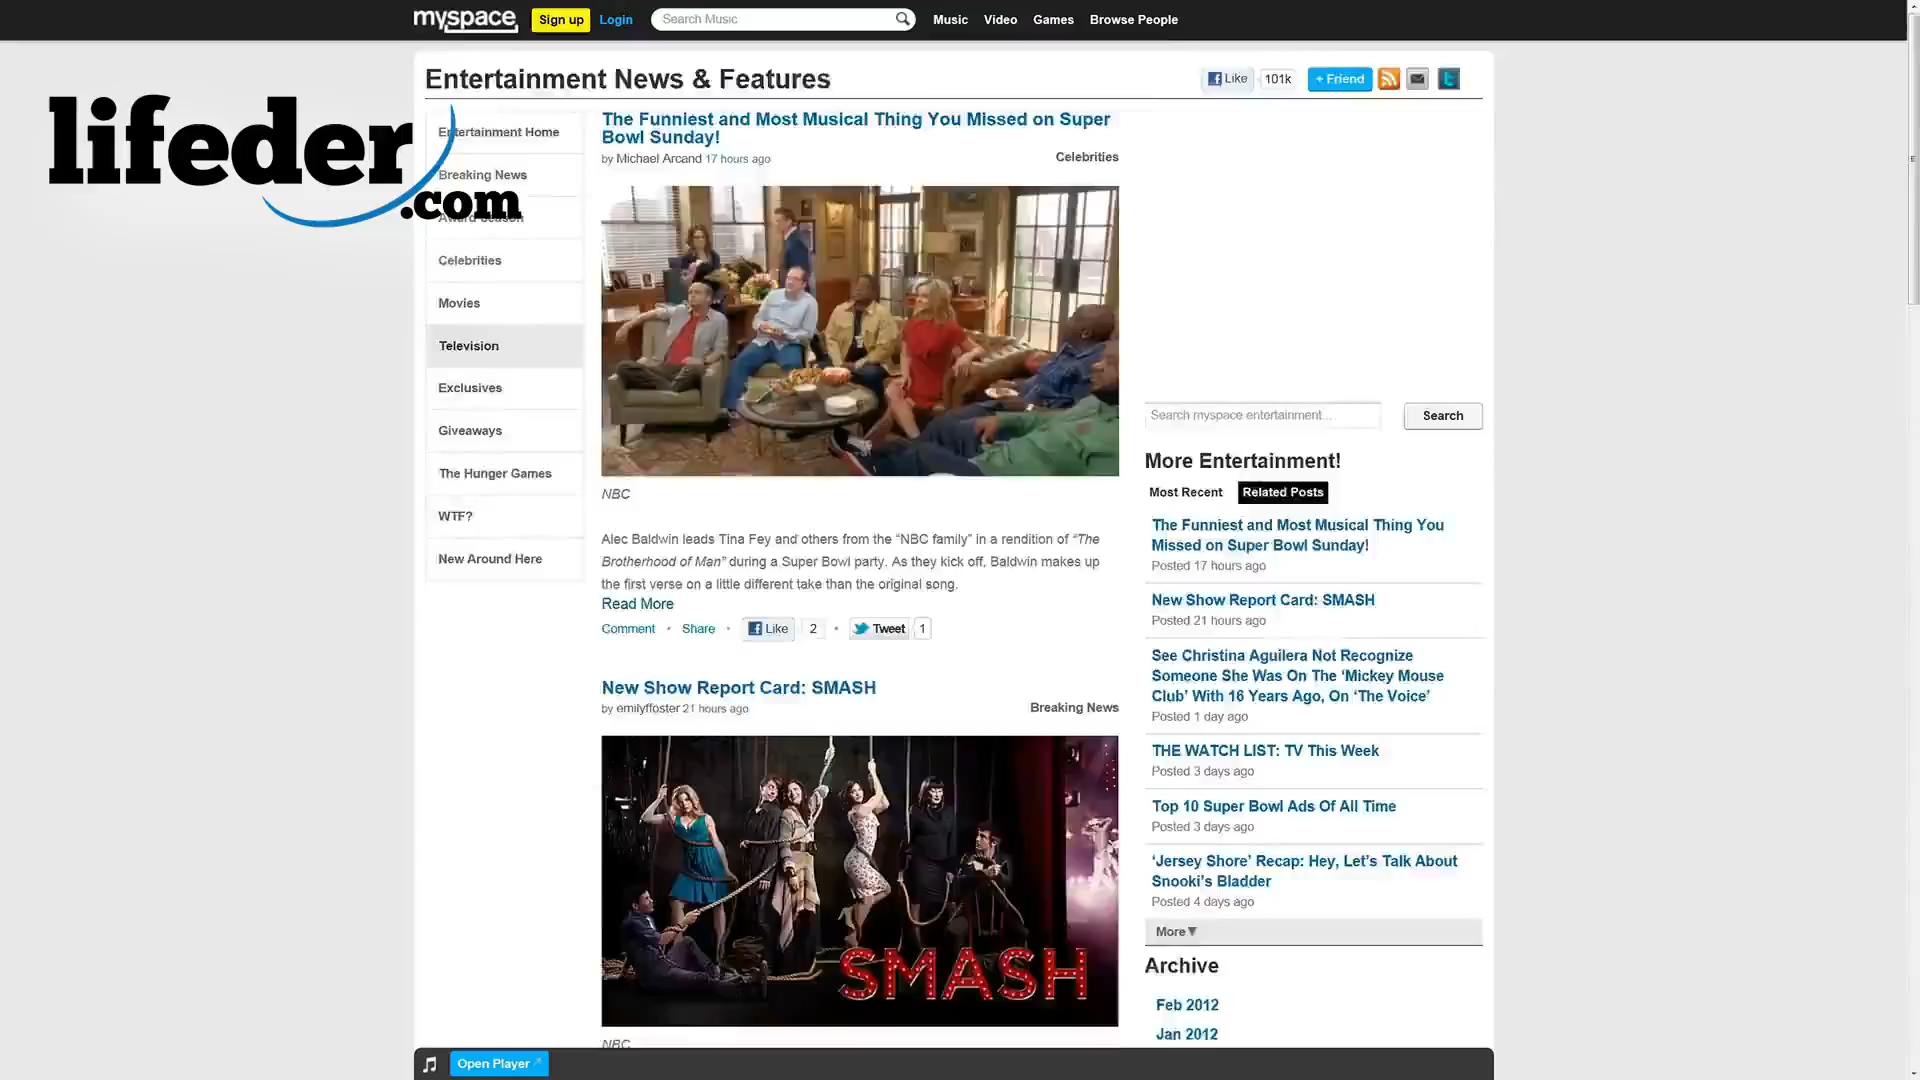 myspace
Sign up
Login
Search Music
Music
Video
Games
Browse People
Entertainment News & Features
Like
101k
+ Friend
lifeder
.com
Entertainment Home
Breaking News
Award Season
Celebrities
Movies
Television
Exclusives
Giveaways
The Hunger Games
WTF?
New Around Here
The Funniest and Most Musical Thing You Missed on Super
Bowl Sunday!
by Michael Arcand 17 hours ago
Celebrities
NBC
Alec Baldwin leads Tina Fey and others from the “NBC family” in a rendition of “The
Brotherhood of Man” during a Super Bowl party. As they kick off, Baldwin makes up
the first verse on a little different take than the original song.
Read More
Comment • Share • Like 2 • Tweet 1
New Show Report Card: SMASH
by emilyffoster 21 hours ago
Breaking News
SMASH
NBC
Search myspace entertainment...
Search
More Entertainment!
Most Recent
Related Posts
The Funniest and Most Musical Thing You
Missed on Super Bowl Sunday!
Posted 17 hours ago
New Show Report Card: SMASH
Posted 21 hours ago
See Christina Aguilera Not Recognize
Someone She Was On The ‘Mickey Mouse
Club’ With 16 Years Ago, On ‘The Voice’
Posted 1 day ago
THE WATCH LIST: TV This Week
Posted 3 days ago
Top 10 Super Bowl Ads Of All Time
Posted 3 days ago
‘Jersey Shore’ Recap: Hey, Let’s Talk About
Snooki’s Bladder
Posted 4 days ago
More▼
Archive
Feb 2012
Jan 2012
Open Player